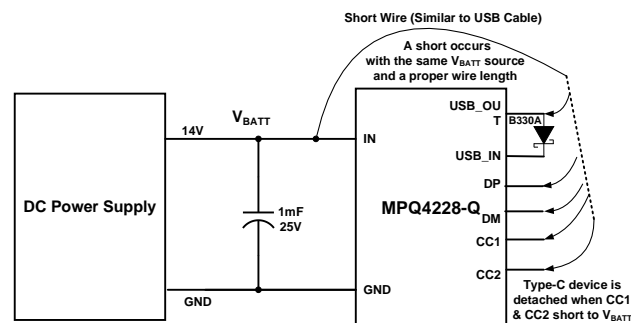 Short Wire (Similar to USB Cable)
A short occurs
with the same VBATT source
and a proper wire length
VBATT
14V
DC Power Supply
1mF
25V
GND
IN
GND
MPQ4228-Q
USB_OU
T
B330A
USB_IN
DP
DM
CC1
CC2
Type-C device is
detached when CC1
& CC2 short to VBATT